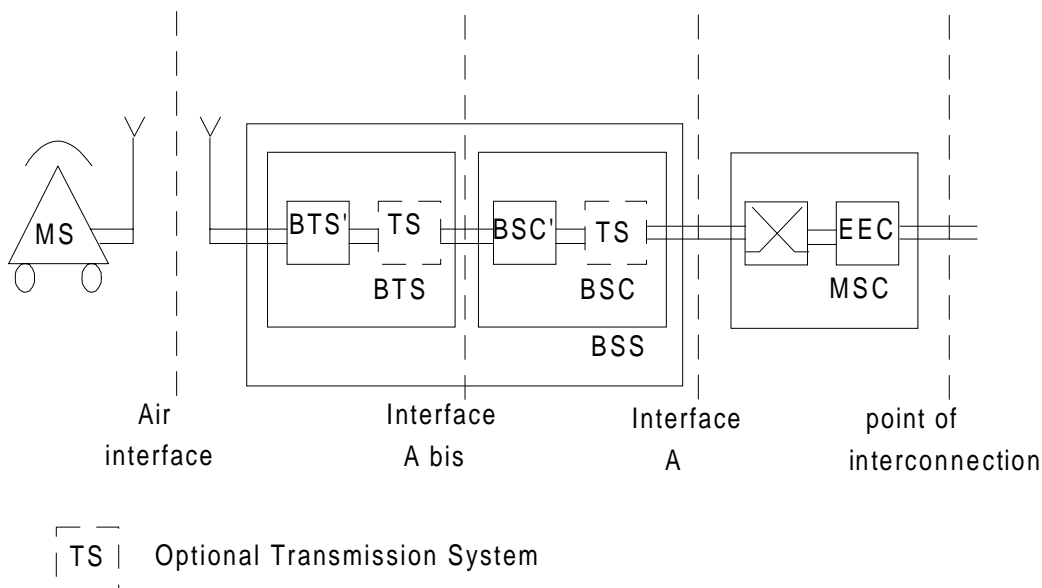 MS
BTS'
TS
BTS
BSC'
TS
BSC
BSS
EEC
MSC
Air
interface
Interface
A bis
Interface
A
point of
interconnection
TS
Optional Transmission System